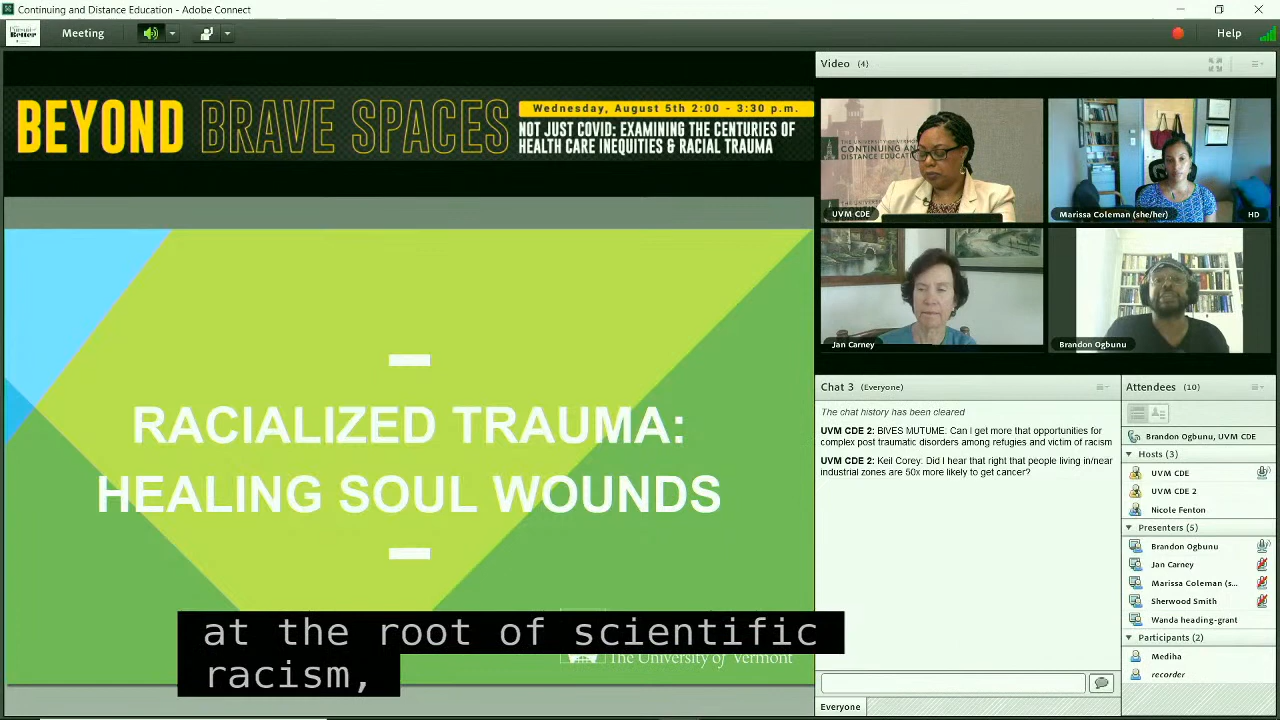 Continuing and Distance Education - Adobe Connect
Meeting
Help
BEYOND BRAVE SPACES
Wednesday, August 5th 2:00 - 3:30 p.m.
NOT JUST COVID: EXAMINING THE CENTURIES OF
HEALTH CARE INEQUITIES & RACIAL TRAUMA
RACIALIZED TRAUMA:
HEALING SOUL WOUNDS
The University of Vermont
at the root of scientific
racism,
Video (4)
CONTINUING AND
DISTANCE EDUCATION
UVM CDE
Marissa Coleman (she/her)
HD
Jan Carney
Brandon Ogbunu
Chat 3 (Everyone)
The chat history has been cleared
UVM CDE 2: BIVES MUTUME. Can I get more that opportunities for
complex post traumatic disorders among refugies and victim of racism
UVM CDE 2: Keil Corey: Did I hear that right that people living in/near
industrial zones are 50x more likely to get cancer?
Everyone
Attendees (10)
Brandon Ogbunu, UVM CDE
Hosts (3)
UVM CDE
UVM CDE 2
Nicole Fenton
Presenters (5)
Brandon Ogbunu
Jan Carney
Marissa Coleman (s...
Sherwood Smith
Wanda heading-grant
Participants (2)
Mediha
recorder